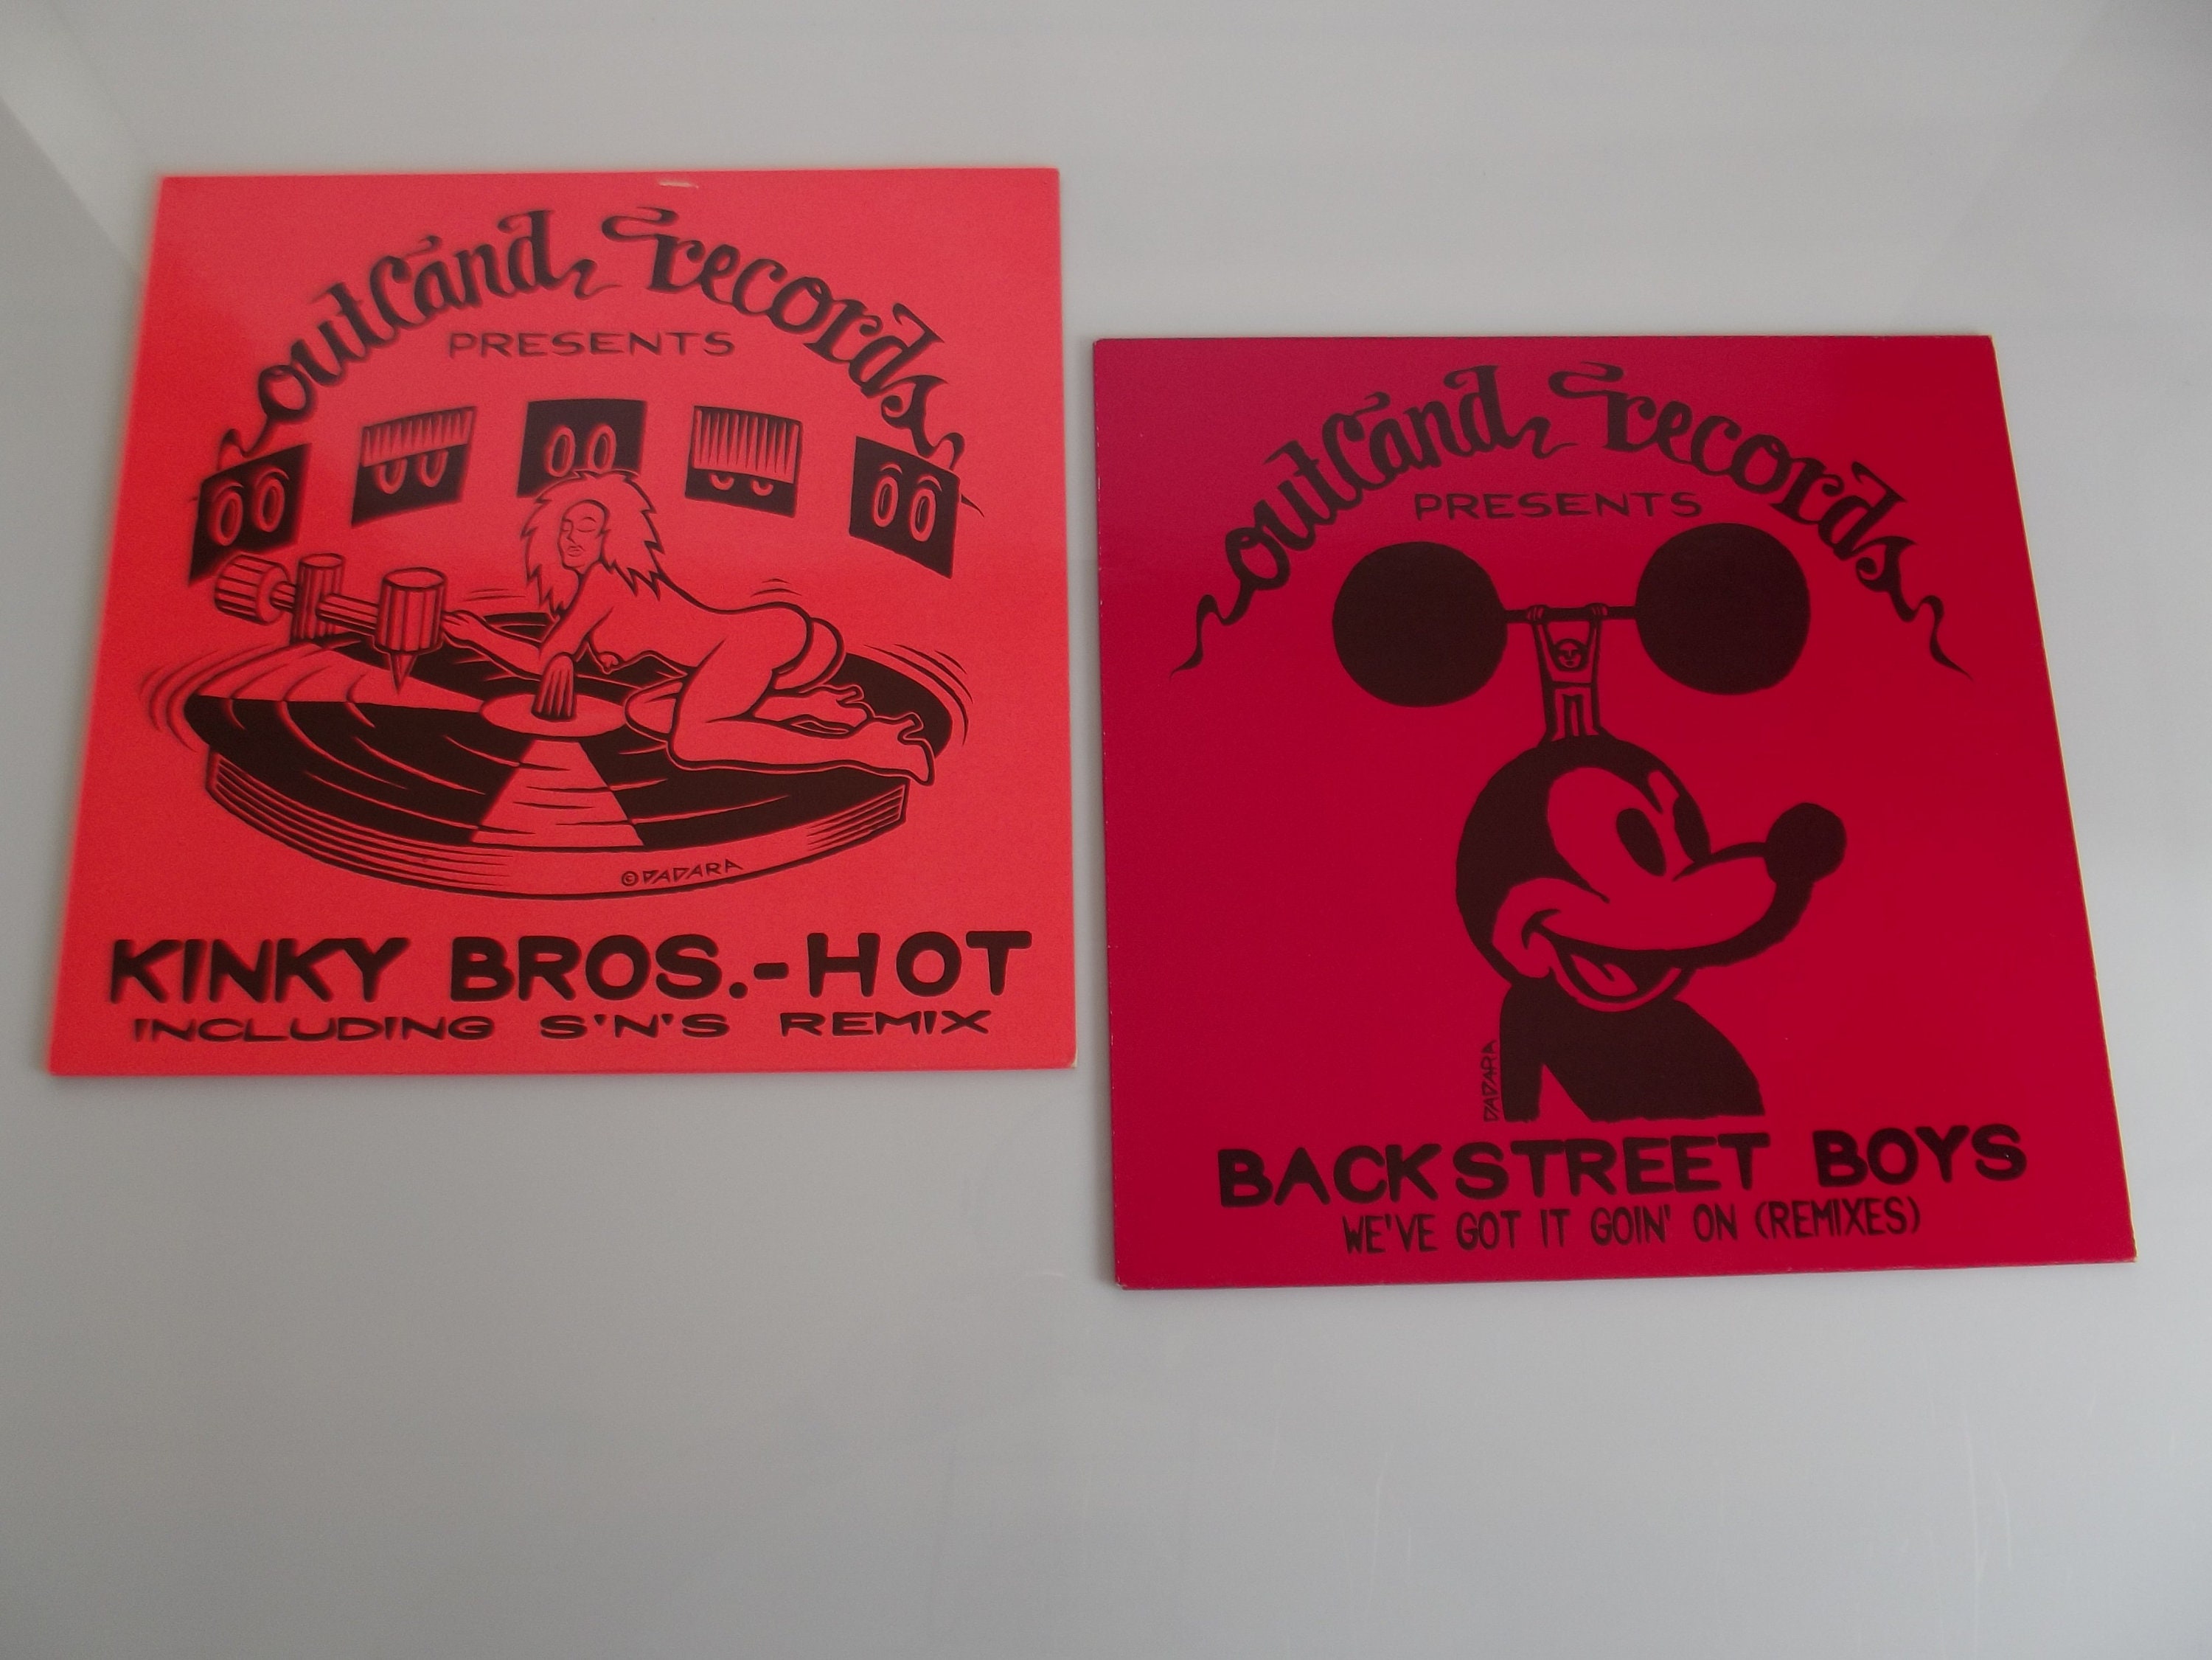 outland records
PRESENTS
©DADARA
KINKY BROS.-HOT
INCLUDING S'N'S REMIX
outland records
PRESENTS
DADARA
BACKSTREET BOYS
WE'VE GOT IT GOIN' ON (REMIXES)